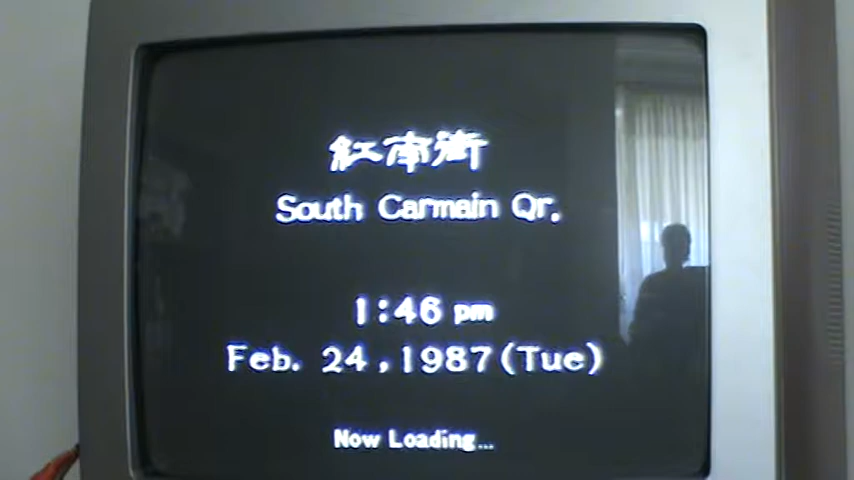 紅南街
South Carmain Qr.
1:46 pm
Feb. 24,1987(Tue)
Now Loading...